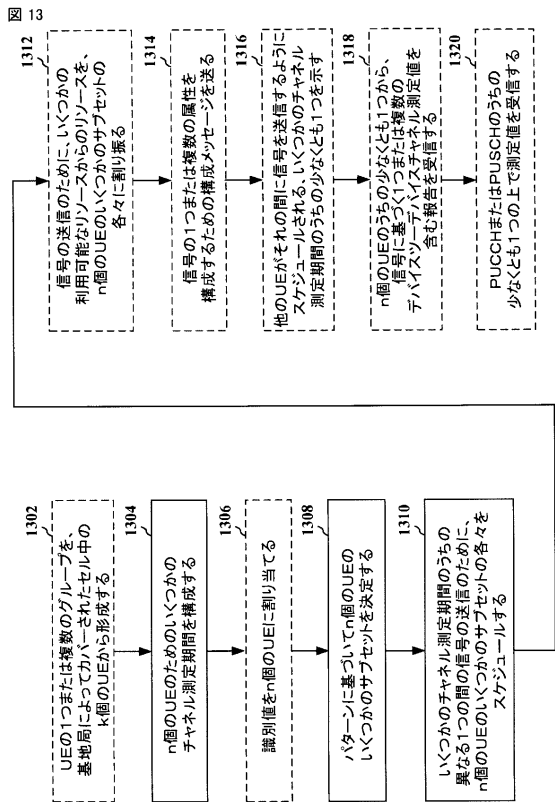 図 13
1302
UEの1つまたは複数のグループを、
基地局によってカバーされたセル中の
k個のUEから形成する
1304
n個のUEのためのいくつかの
チャネル測定期間を構成する
1306
識別値をn個のUEに割り当てる
1308
パターンに基づいてn個のUEの
いくつかのサブセットを決定する
1310
いくつかのチャネル測定期間のうちの
異なる1つの間の信号の送信のために、
n個のUEのいくつかのサブセットの各々を
スケジュールする
1312
信号の送信のために、いくつかの
利用可能なリソースからのリソースを、
n個のUEのいくつかのサブセットの
各々に割り振る
1314
信号の1つまたは複数の属性を
構成するための構成メッセージを送る
1316
他のUEがその間に信号を送信するように
スケジュールされる、いくつかのチャネル
測定期間のうちの少なくとも1つを示す
1318
n個のUEのうちの少なくとも1つから、
信号に基づく1つまたは複数の
デバイスツーデバイスチャネル測定値を
含む報告を受信する
1320
PUCCHまたはPUSCHのうちの
少なくとも1つの上で測定値を受信する